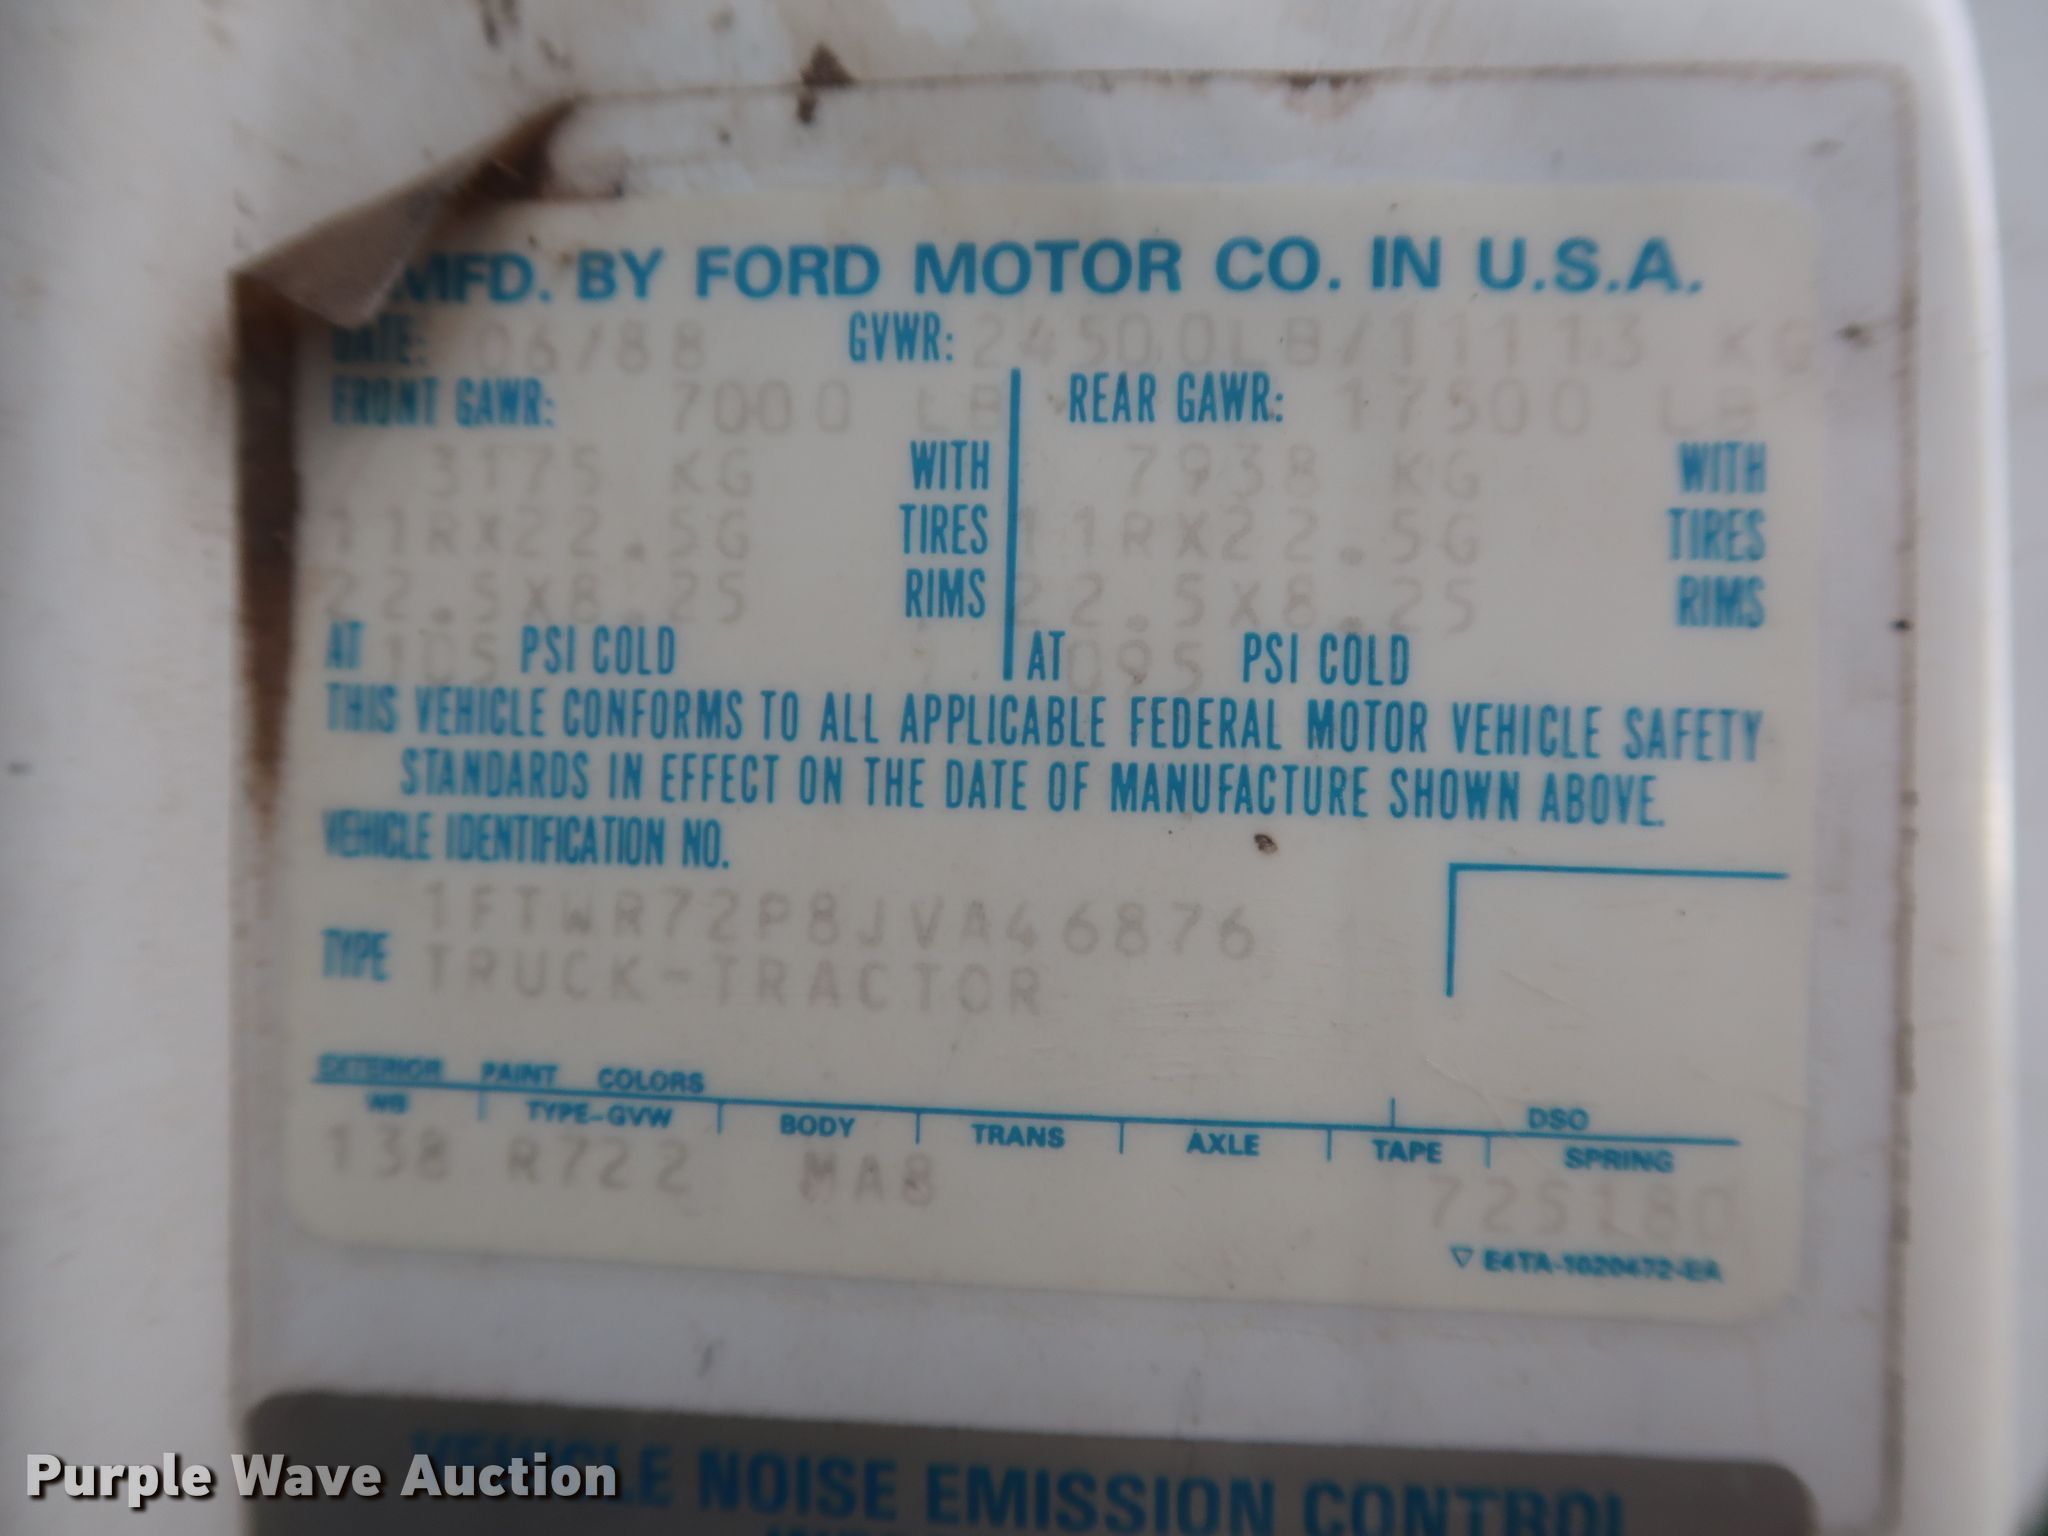 MFD. BY FORD MOTOR CO. IN U.S.A.
DATE: 06/88 GVWR: 24500LB/11113 KG
FRONT GAWR: 7000 LB REAR GAWR: 17500 LB
3175 KG WITH 7938 KG WITH
11RX22.5G TIRES 11RX22.5G TIRES
22.5X8.25 RIMS 22.5X8.25 RIMS
AT 105 PSI COLD AT 095 PSI COLD
THIS VEHICLE CONFORMS TO ALL APPLICABLE FEDERAL MOTOR VEHICLE SAFETY
STANDARDS IN EFFECT ON THE DATE OF MANUFACTURE SHOWN ABOVE.
VEHICLE IDENTIFICATION NO.
1FTWR72P8JVA46876
TYPE TRUCK-TRACTOR
EXTERIOR PAINT COLORS DSO
WB TYPE-GVW BODY TRANS AXLE TAPE SPRING
138 R722 MA8 725180
▽ E4TA-1020472-EA
VEHICLE NOISE EMISSION CONTROL
Purple Wave Auction